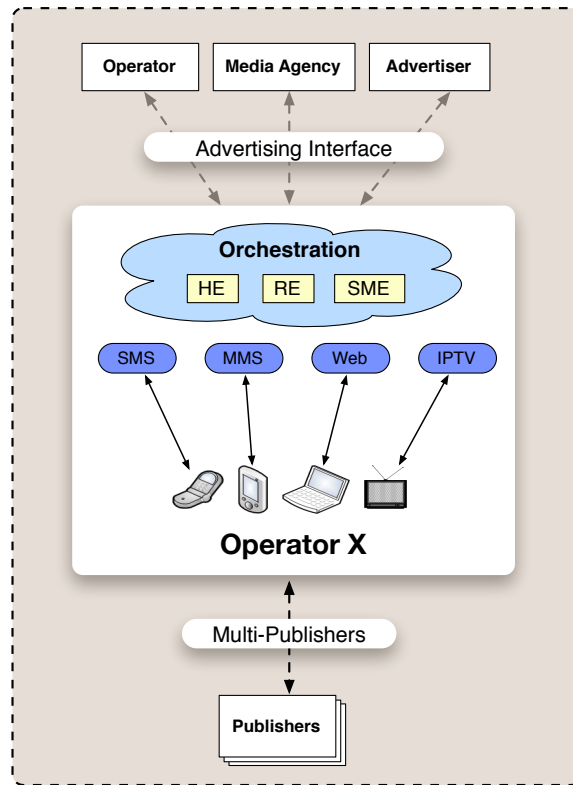 Operator
Media Agency
Advertiser
Advertising Interface
Orchestration
HE
RE
SME
SMS
MMS
Web
IPTV
Operator X
Multi-Publishers
Publishers